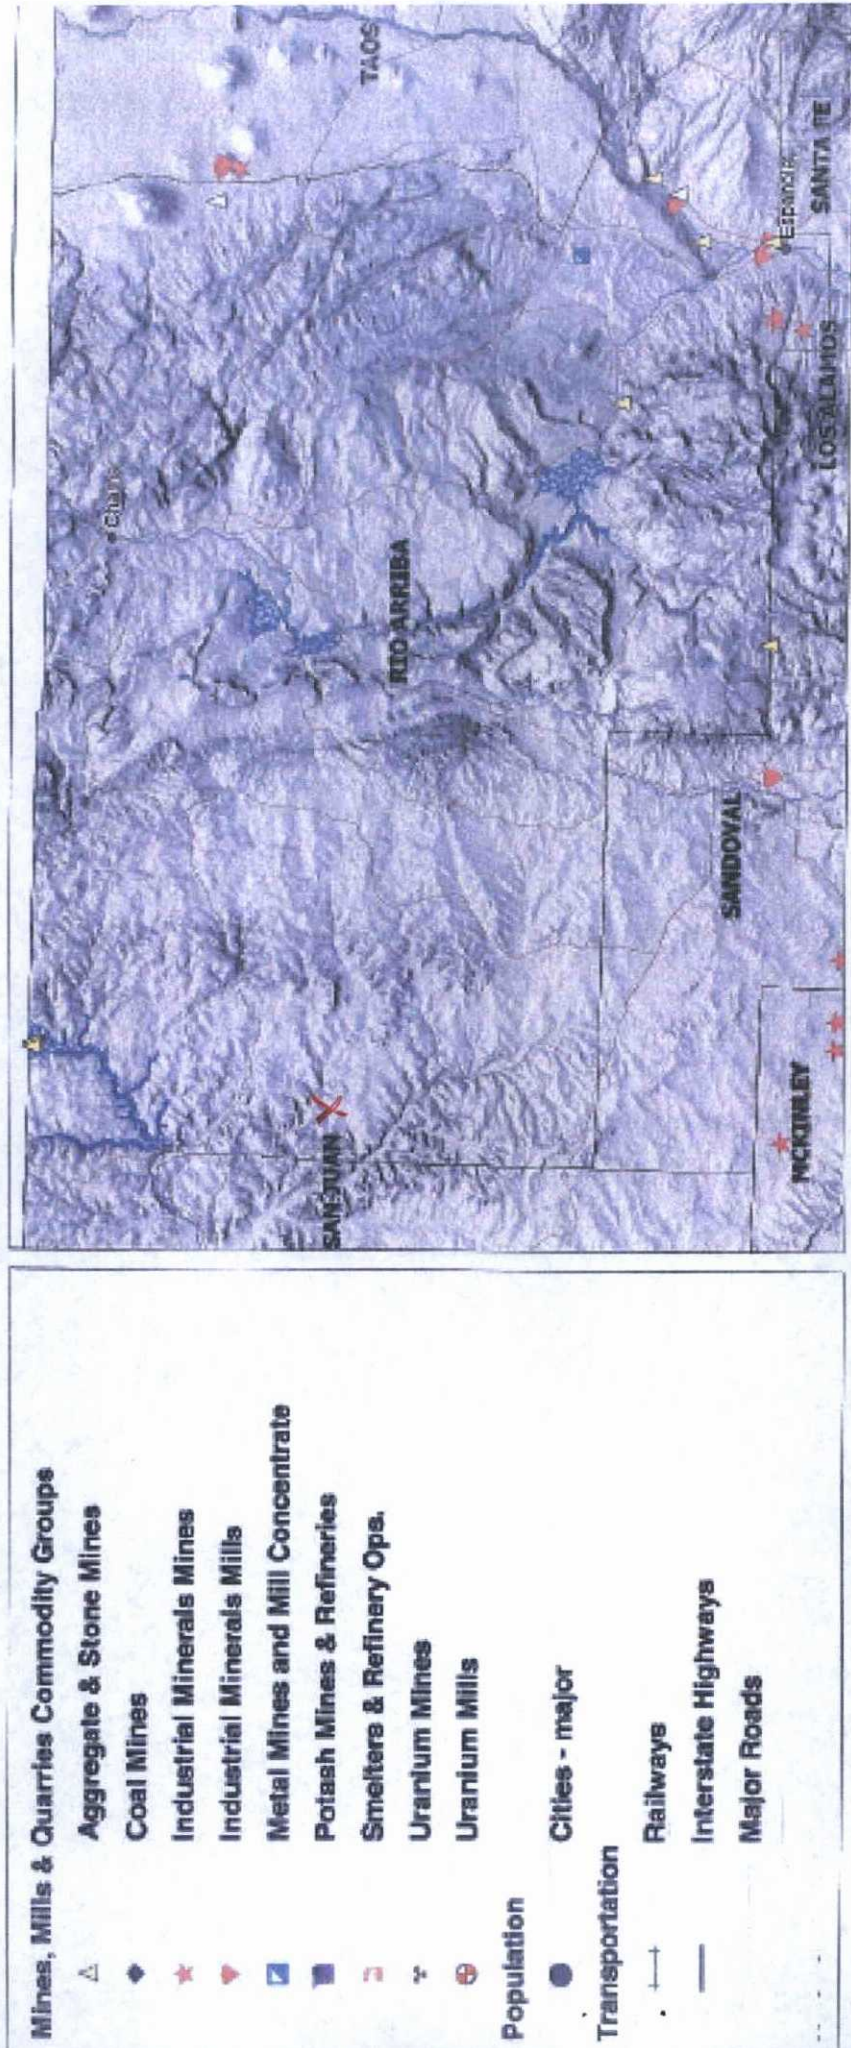 Mines, Mills & Quarries Commodity Groups
Aggregate & Stone Mines
Coal Mines
Industrial Minerals Mines
Industrial Minerals Mills
Metal Mines and Mill Concentrate
Potash Mines & Refineries
Smelters & Refinery Ops.
Uranium Mines
Uranium Mills
Population
Cities - major
Transportation
Railways
Interstate Highways
Major Roads
Chama
TAOS
RIO ARRIBA
SAN JUAN
SANDOVAL
MCKINLEY
LOS ALAMOS
Espanola
SANTA FE